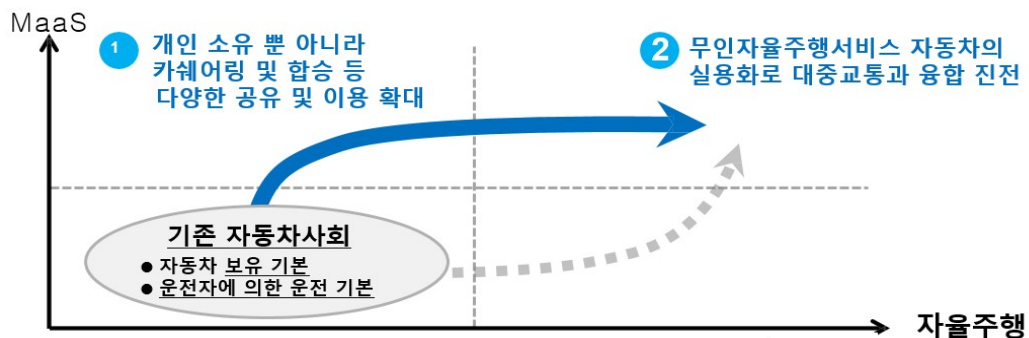 MaaS
1 개인 소유 뿐 아니라
카쉐어링 및 합승 등
다양한 공유 및 이용 확대
2 무인자율주행서비스 자동차의
실용화로 대중교통과 융합 진전
기존 자동차사회
● 자동차 보유 기본
● 운전자에 의한 운전 기본
자율주행